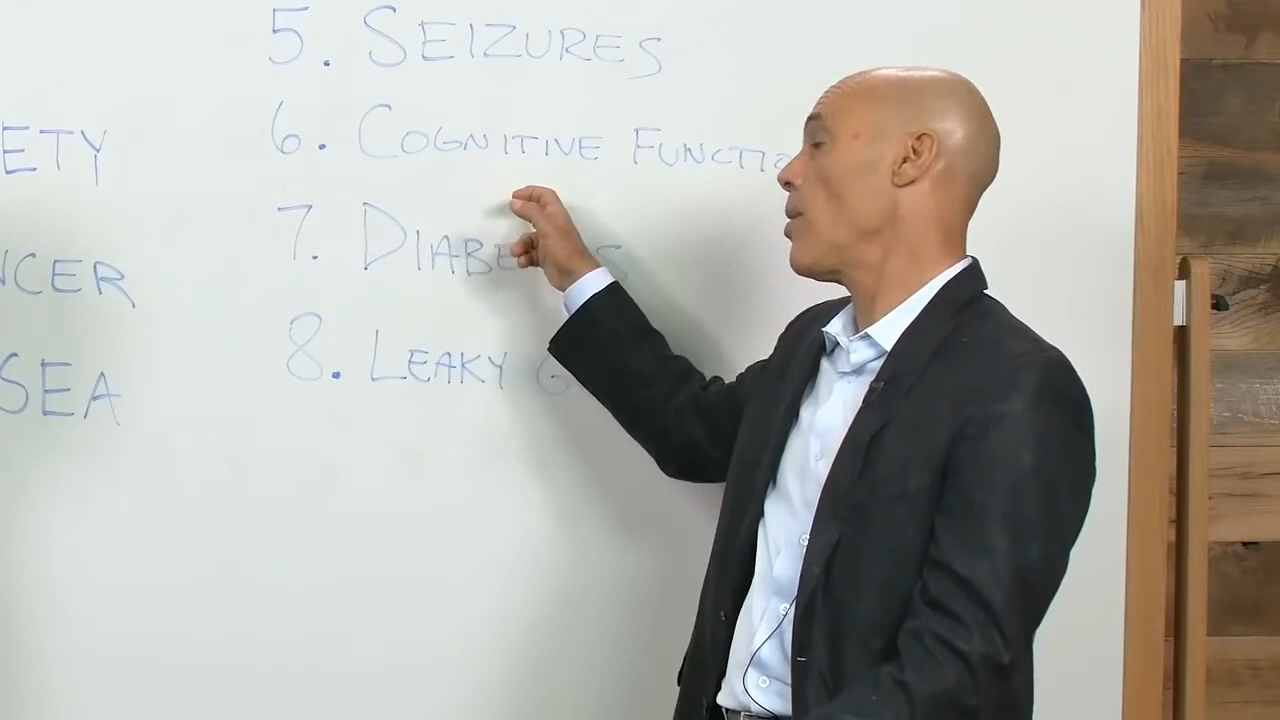 5. SEIZURES
6. COGNITIVE
ETY
7.
NCER
8. LEAKY
SEA